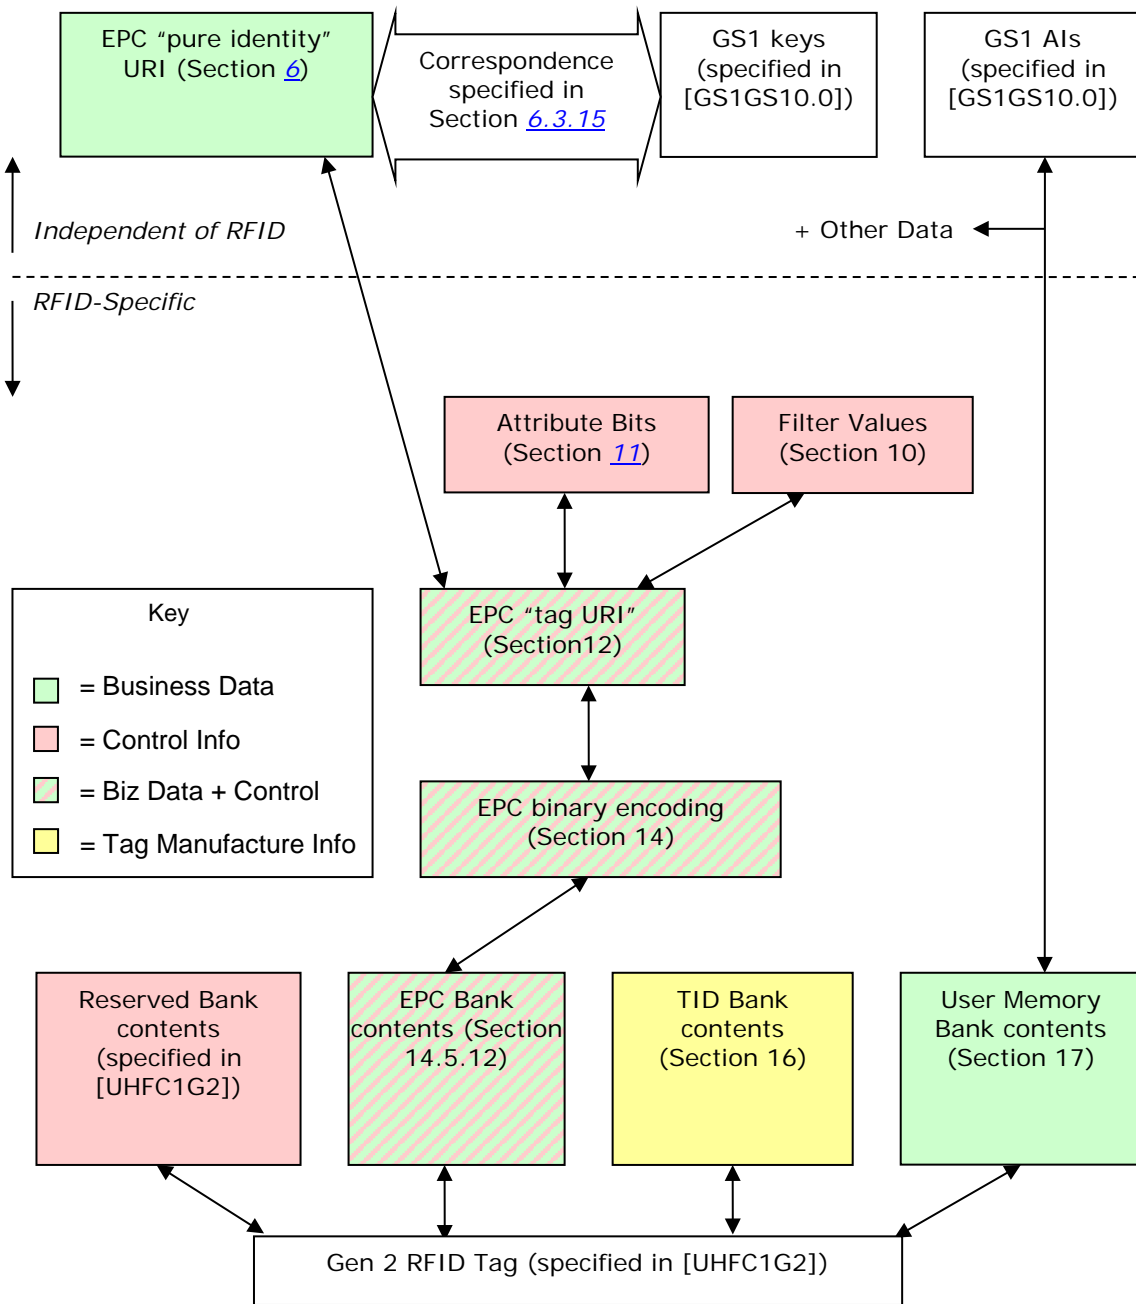 EPC “pure identity”
URI (Section 6)
Correspondence
specified in
Section 6.3.15
GS1 keys
(specified in
[GS1GS10.0])
GS1 AIs
(specified in
[GS1GS10.0])
Independent of RFID
+ Other Data
RFID-Specific
Attribute Bits
(Section 11)
Filter Values
(Section 10)
Key
= Business Data
= Control Info
= Biz Data + Control
= Tag Manufacture Info
EPC “tag URI”
(Section12)
EPC binary encoding
(Section 14)
Reserved Bank
contents
(specified in
[UHFC1G2])
EPC Bank
contents (Section
14.5.12)
TID Bank
contents
(Section 16)
User Memory
Bank contents
(Section 17)
Gen 2 RFID Tag (specified in [UHFC1G2])